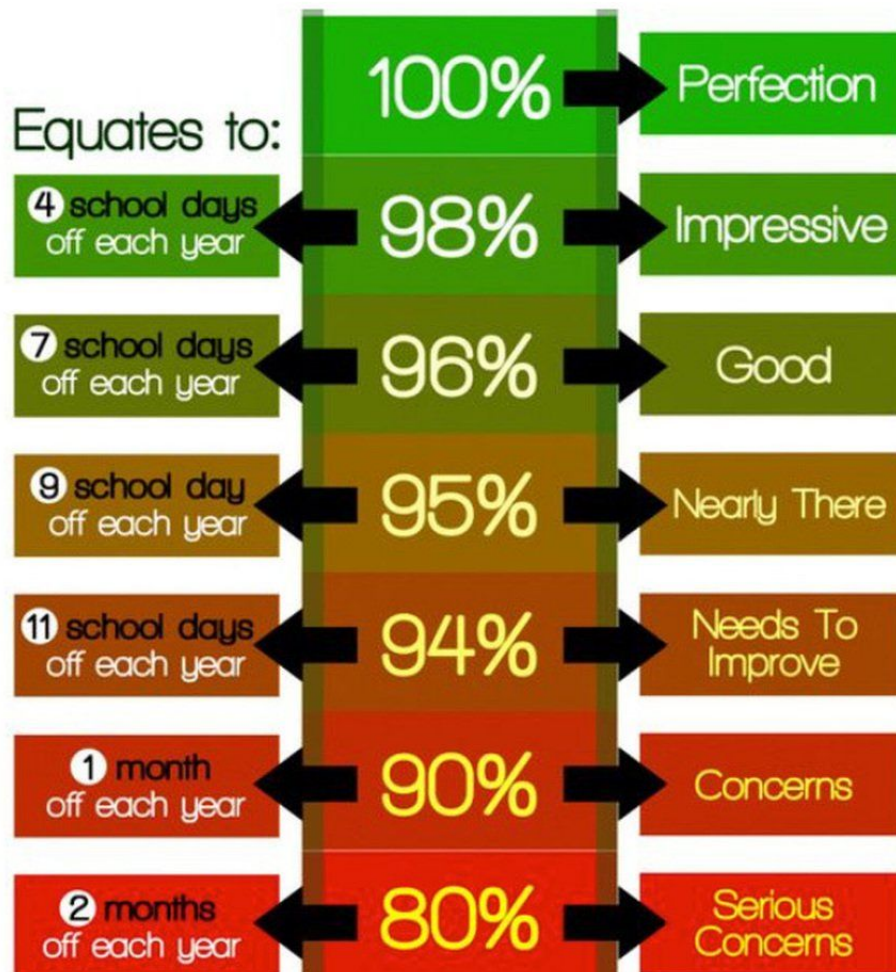 100%
Perfection
Equates to:
4 school days
off each year
98%
Impressive
7 school days
off each year
96%
Good
9 school day
off each year
95%
Nearly There
11 school days
off each year
94%
Needs To
Improve
1 month
off each year
90%
Concerns
2 months
off each year
80%
Serious
Concerns